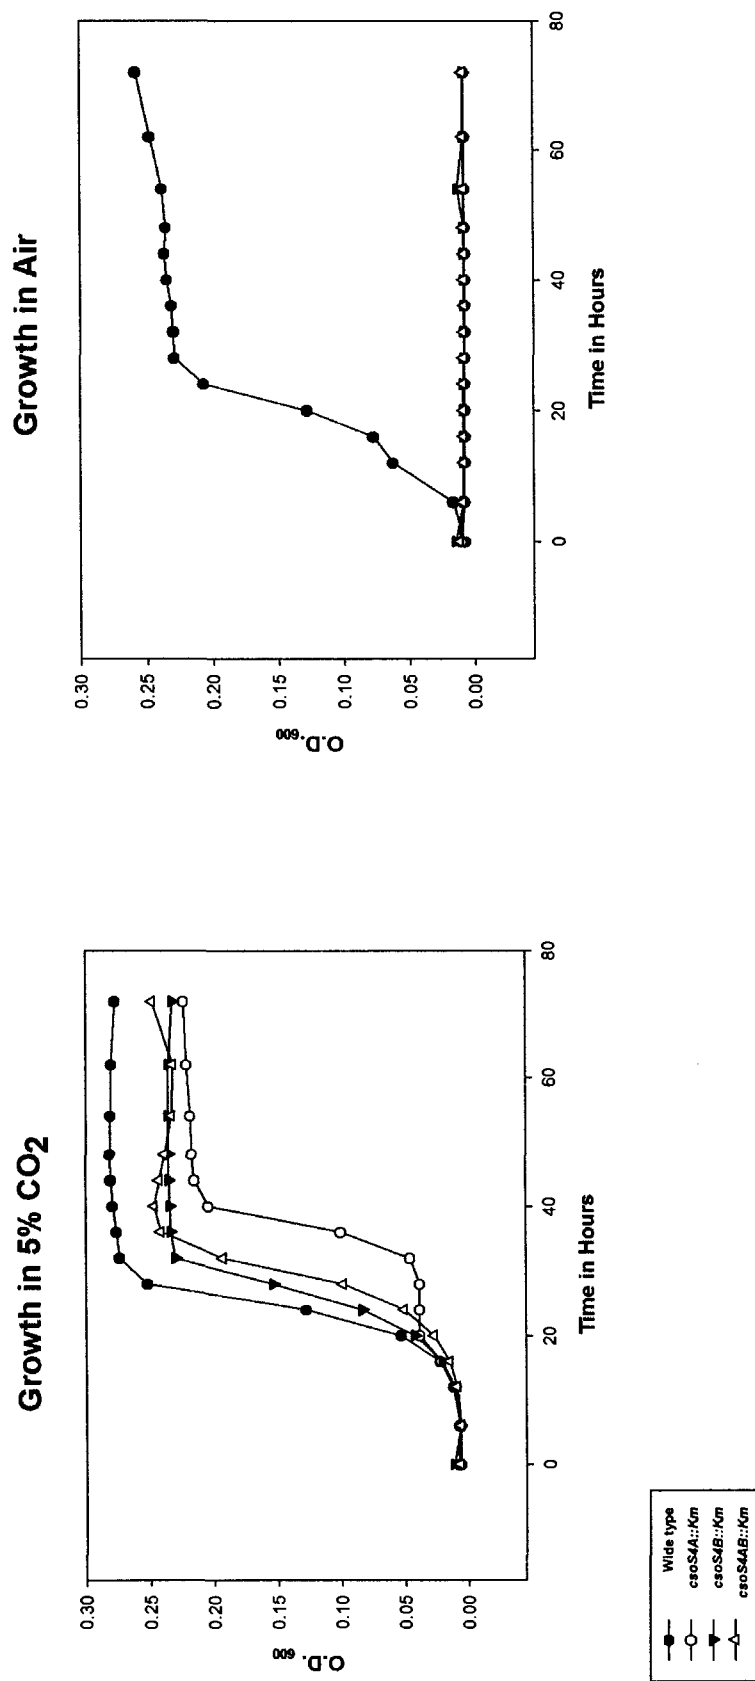 Growth in 5% CO2
0.30
0.25
0.20
0.15
0.10
0.05
0.00
O.D. 600
0
20
40
60
80
Time in Hours
Growth in Air
0.30
0.25
0.20
0.15
0.10
0.05
0.00
O.D.600
0
20
40
60
80
Time in Hours
Wide type
csoS4A::Km
csoS4B::Km
csoS4AB::Km